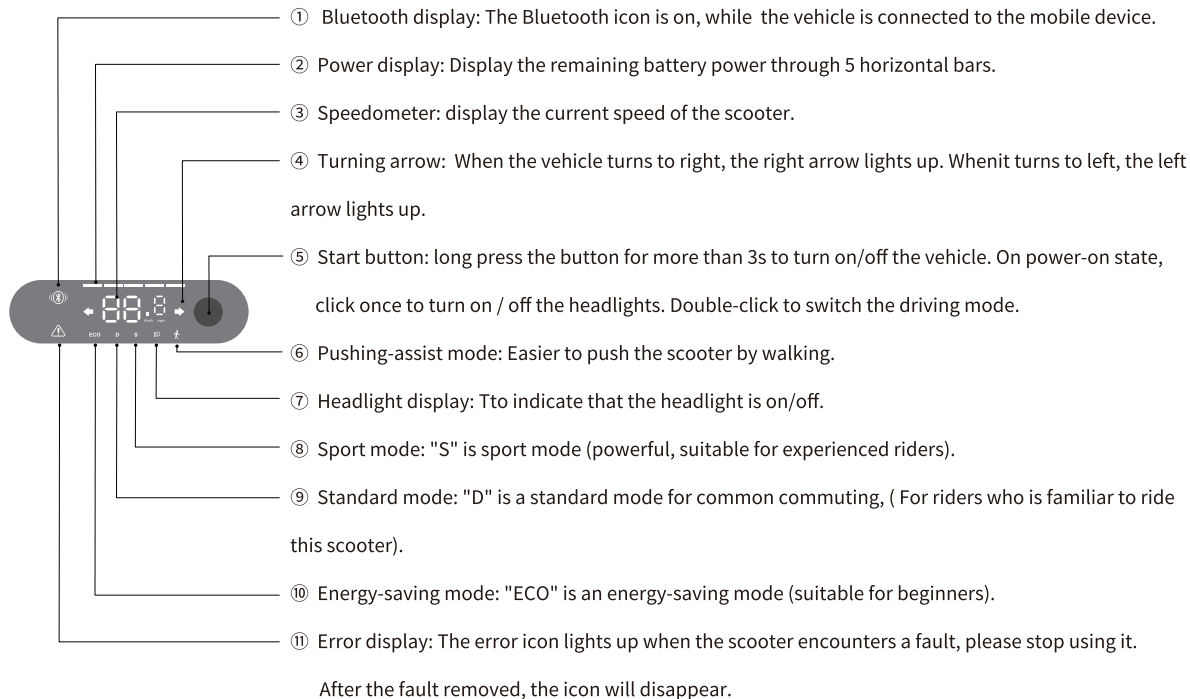 ① Bluetooth display: The Bluetooth icon is on, while the vehicle is connected to the mobile device.
② Power display: Display the remaining battery power through 5 horizontal bars.
③ Speedometer: display the current speed of the scooter.
④ Turning arrow: When the vehicle turns to right, the right arrow lights up. Whenit turns to left, the left
arrow lights up.
⑤ Start button: long press the button for more than 3s to turn on/off the vehicle. On power-on state,
click once to turn on / off the headlights. Double-click to switch the driving mode.
88.8
ECO D S
⑥ Pushing-assist mode: Easier to push the scooter by walking.
⑦ Headlight display: Tto indicate that the headlight is on/off.
⑧ Sport mode: "S" is sport mode (powerful, suitable for experienced riders).
⑨ Standard mode: "D" is a standard mode for common commuting, ( For riders who is familiar to ride
this scooter).
⑩ Energy-saving mode: "ECO" is an energy-saving mode (suitable for beginners).
⑪ Error display: The error icon lights up when the scooter encounters a fault, please stop using it.
After the fault removed, the icon will disappear.